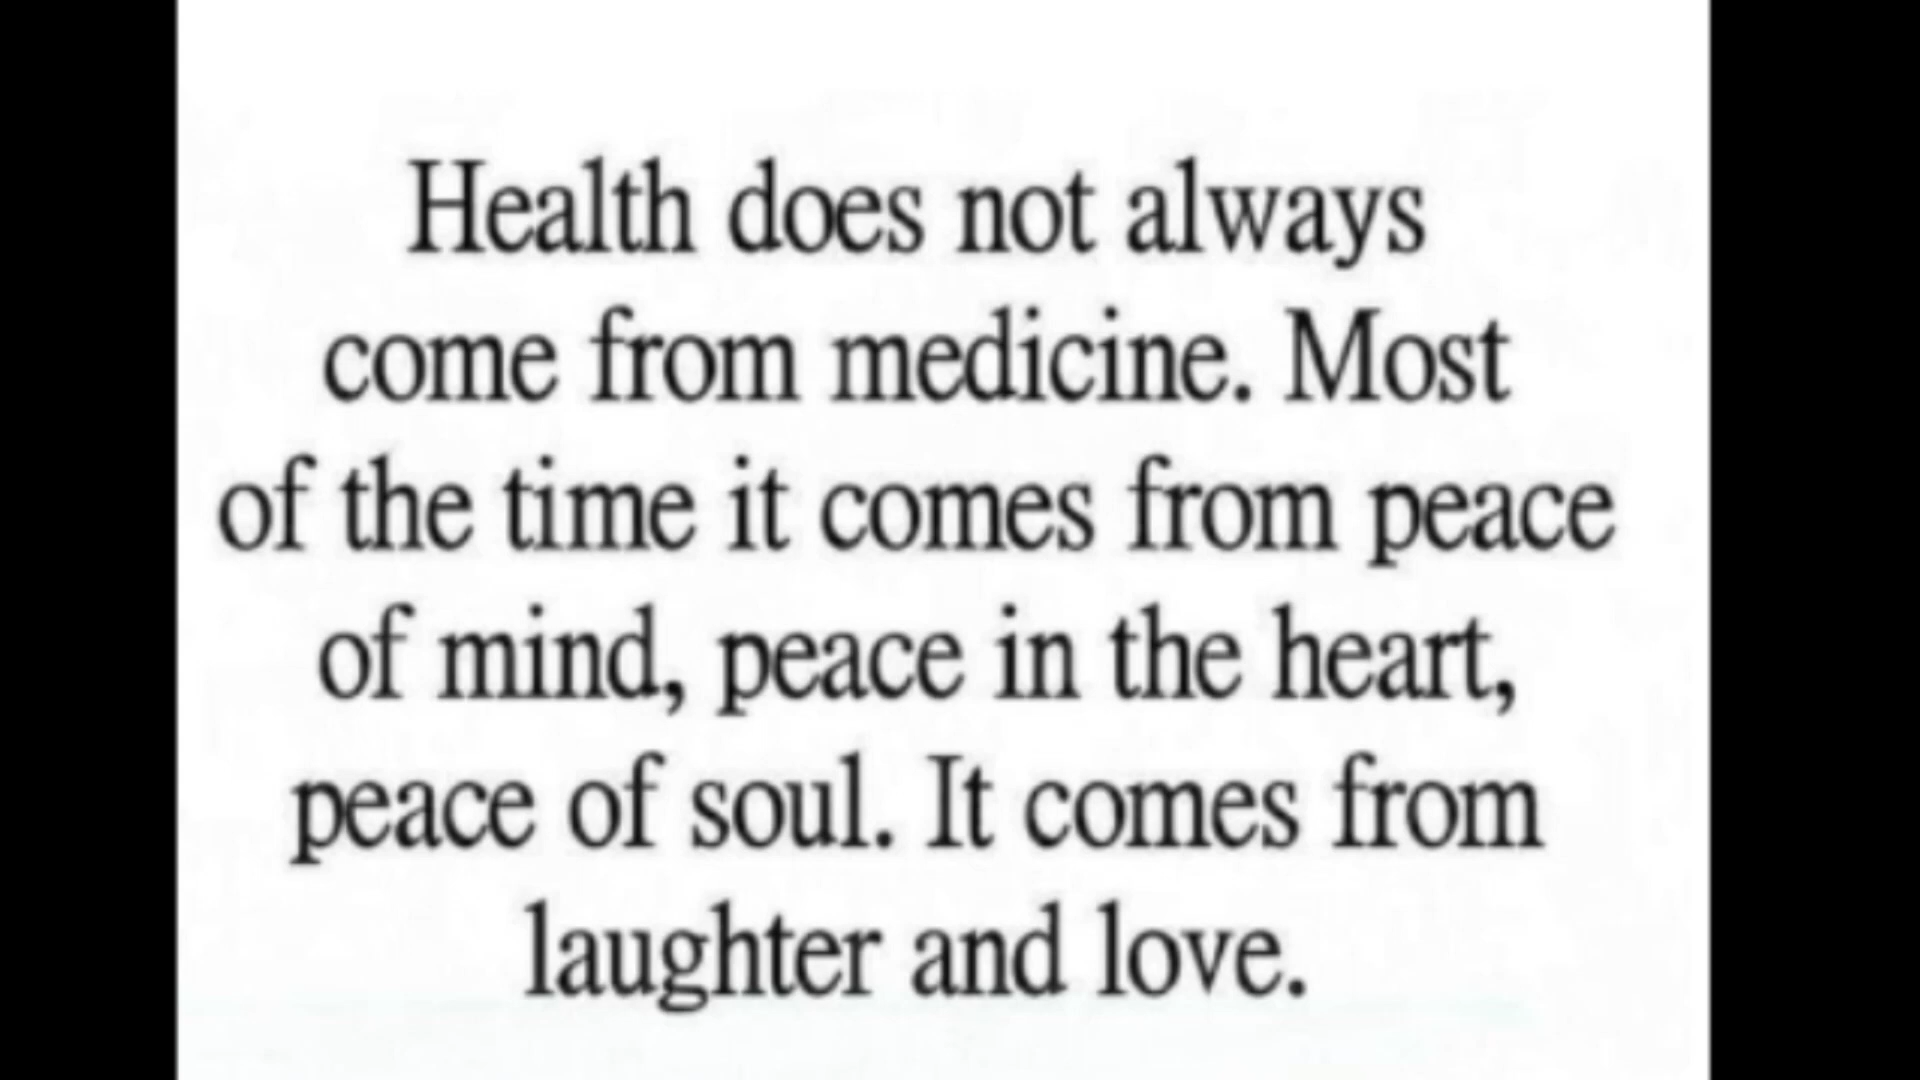 Health does not always
come from medicine. Most
of the time it comes from peace
of mind, peace in the heart,
peace of soul. It comes from
laughter and love.